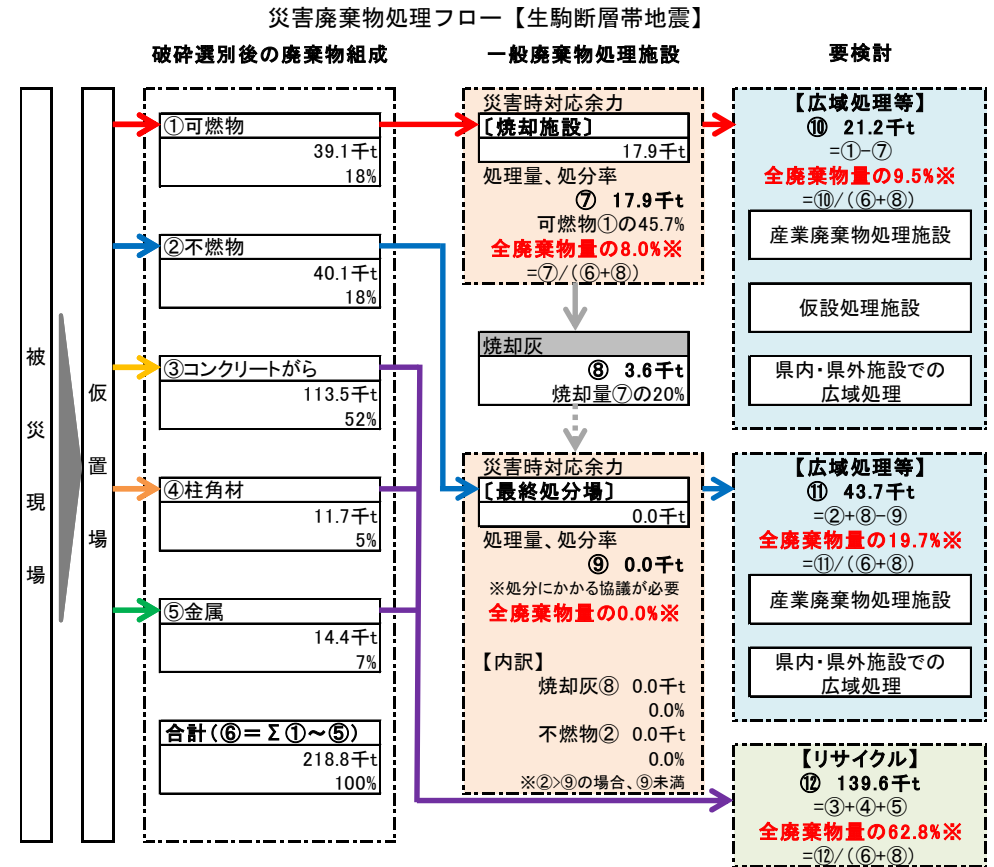 災害廃棄物処理フロー【生駒断層帯地震】
破砕選別後の廃棄物組成
一般廃棄物処理施設
要検討
被災現場
仮置場
①可燃物
39.1千t
18%
②不燃物
40.1千t
18%
③コンクリートがら
113.5千t
52%
④柱角材
11.7千t
5%
⑤金属
14.4千t
7%
合計(⑥=Σ①~⑤)
218.8千t
100%
災害時対応余力
〔焼却施設〕
17.9千t
処理量、処分率
⑦ 17.9千t
可燃物①の45.7%
全廃棄物量の8.0%※
=⑦/(⑥+⑧)
焼却灰
⑧ 3.6千t
焼却量⑦の20%
災害時対応余力
〔最終処分場〕
0.0千t
処理量、処分率
⑨ 0.0千t
※処分にかかる協議が必要
全廃棄物量の0.0%※
【内訳】
焼却灰⑧ 0.0千t
0.0%
不燃物② 0.0千t
0.0%
※②>⑨の場合、⑨未満
【広域処理等】
⑩ 21.2千t
=①-⑦
全廃棄物量の9.5%※
=⑩/(⑥+⑧)
産業廃棄物処理施設
仮設処理施設
県内・県外施設での
広域処理
【広域処理等】
⑪ 43.7千t
=②+⑧-⑨
全廃棄物量の19.7%※
=⑪/(⑥+⑧)
産業廃棄物処理施設
県内・県外施設での
広域処理
【リサイクル】
⑫ 139.6千t
=③+④+⑤
全廃棄物量の62.8%※
=⑫/(⑥+⑧)